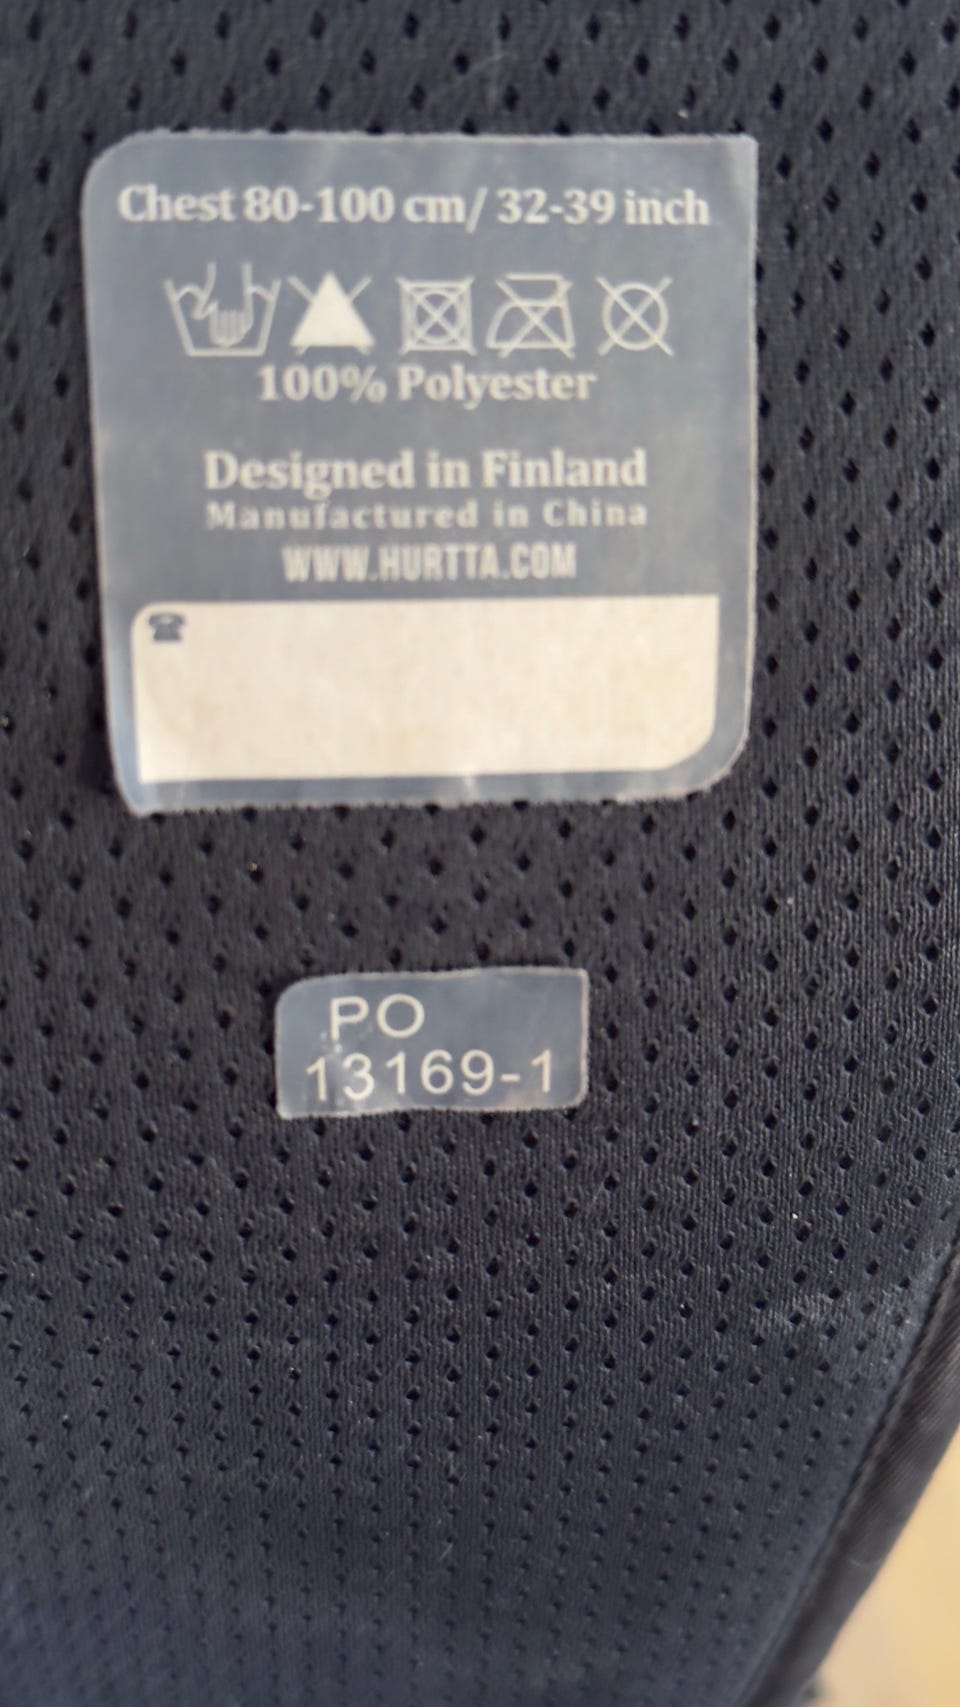 Chest 80-100 cm/ 32-39 inch
100% Polyester
Designed in Finland
Manufactured in China
WWW.HURTTA.COM
PO
13169-1